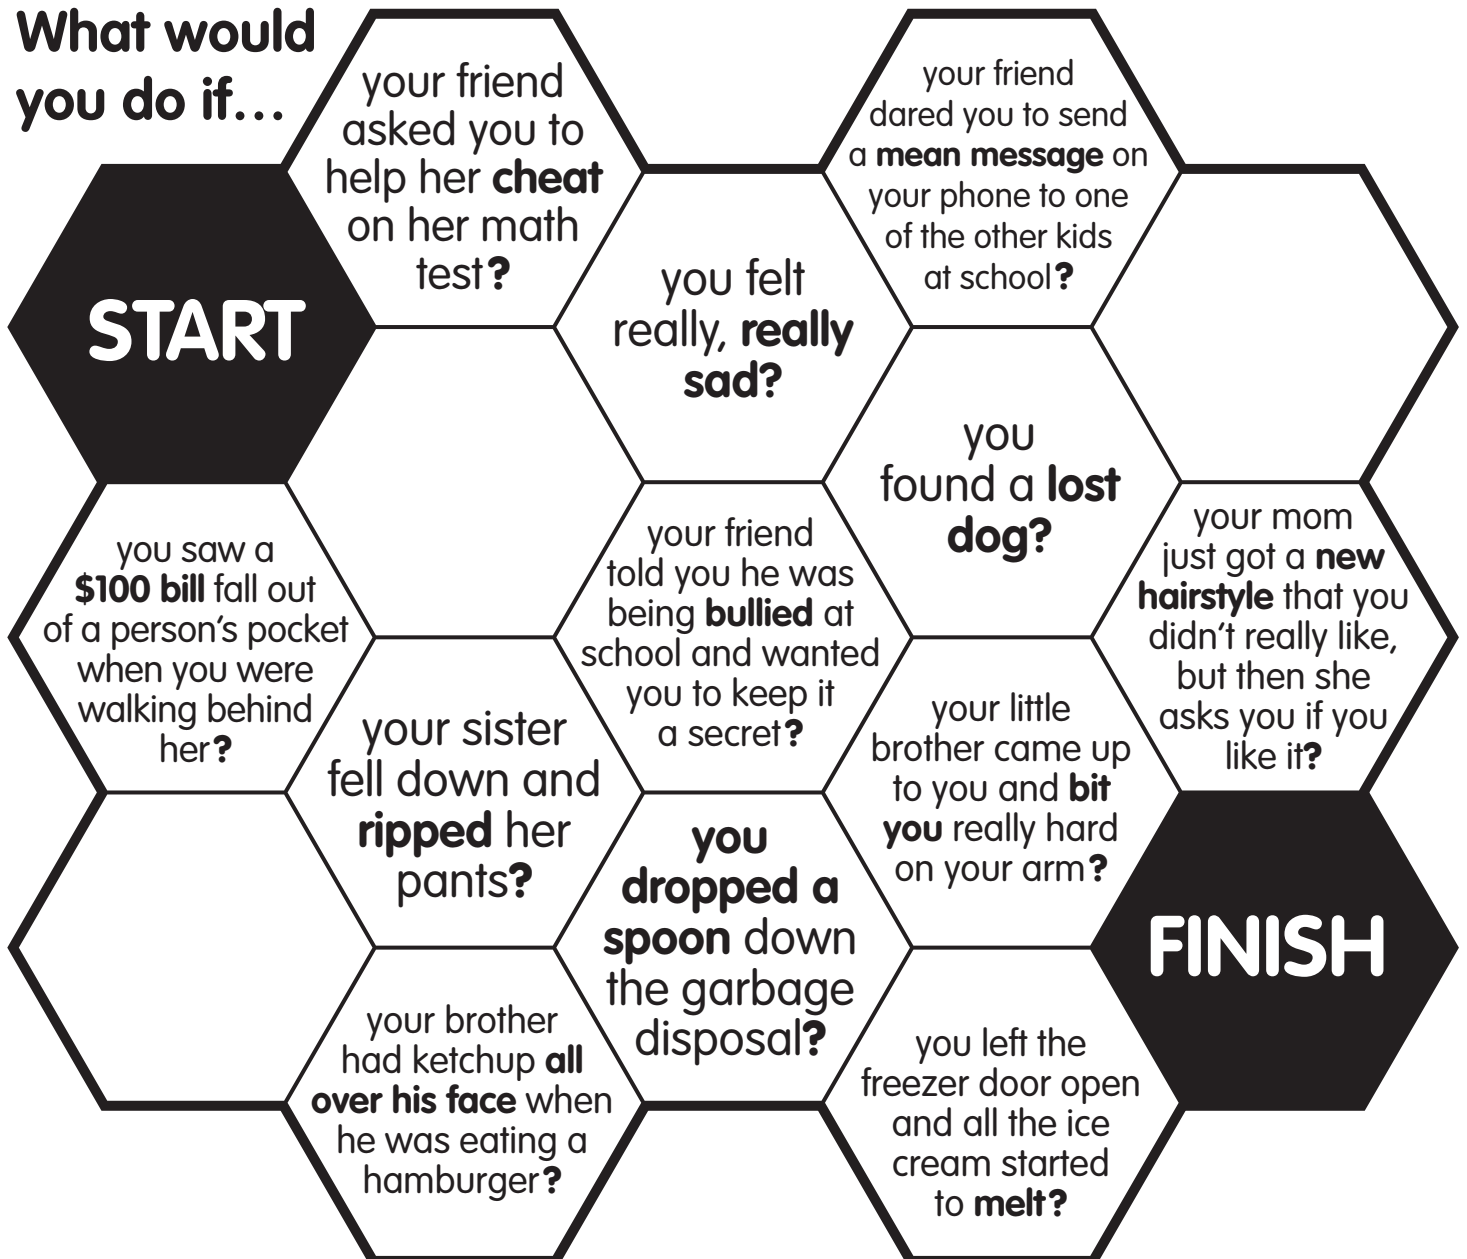 What would
you do if...
your friend
asked you to
help her cheat
on her math
test?
your friend
dared you to send
a mean message on
your phone to one
of the other kids
at school?
START
you felt
really, really
sad?
you
found a lost
dog?
you saw a
$100 bill fall out
of a person's pocket
when you were
walking behind
her?
your friend
told you he was
being bullied at
school and wanted
you to keep it
a secret?
your mom
just got a new
hairstyle that you
didn't really like,
but then she
asks you if you
like it?
your sister
fell down and
ripped her
pants?
your little
brother came up
to you and bit
you really hard
on your arm?
you
dropped a
spoon down
the garbage
disposal?
FINISH
your brother
had ketchup all
over his face when
he was eating a
hamburger?
you left the
freezer door open
and all the ice
cream started
to melt?